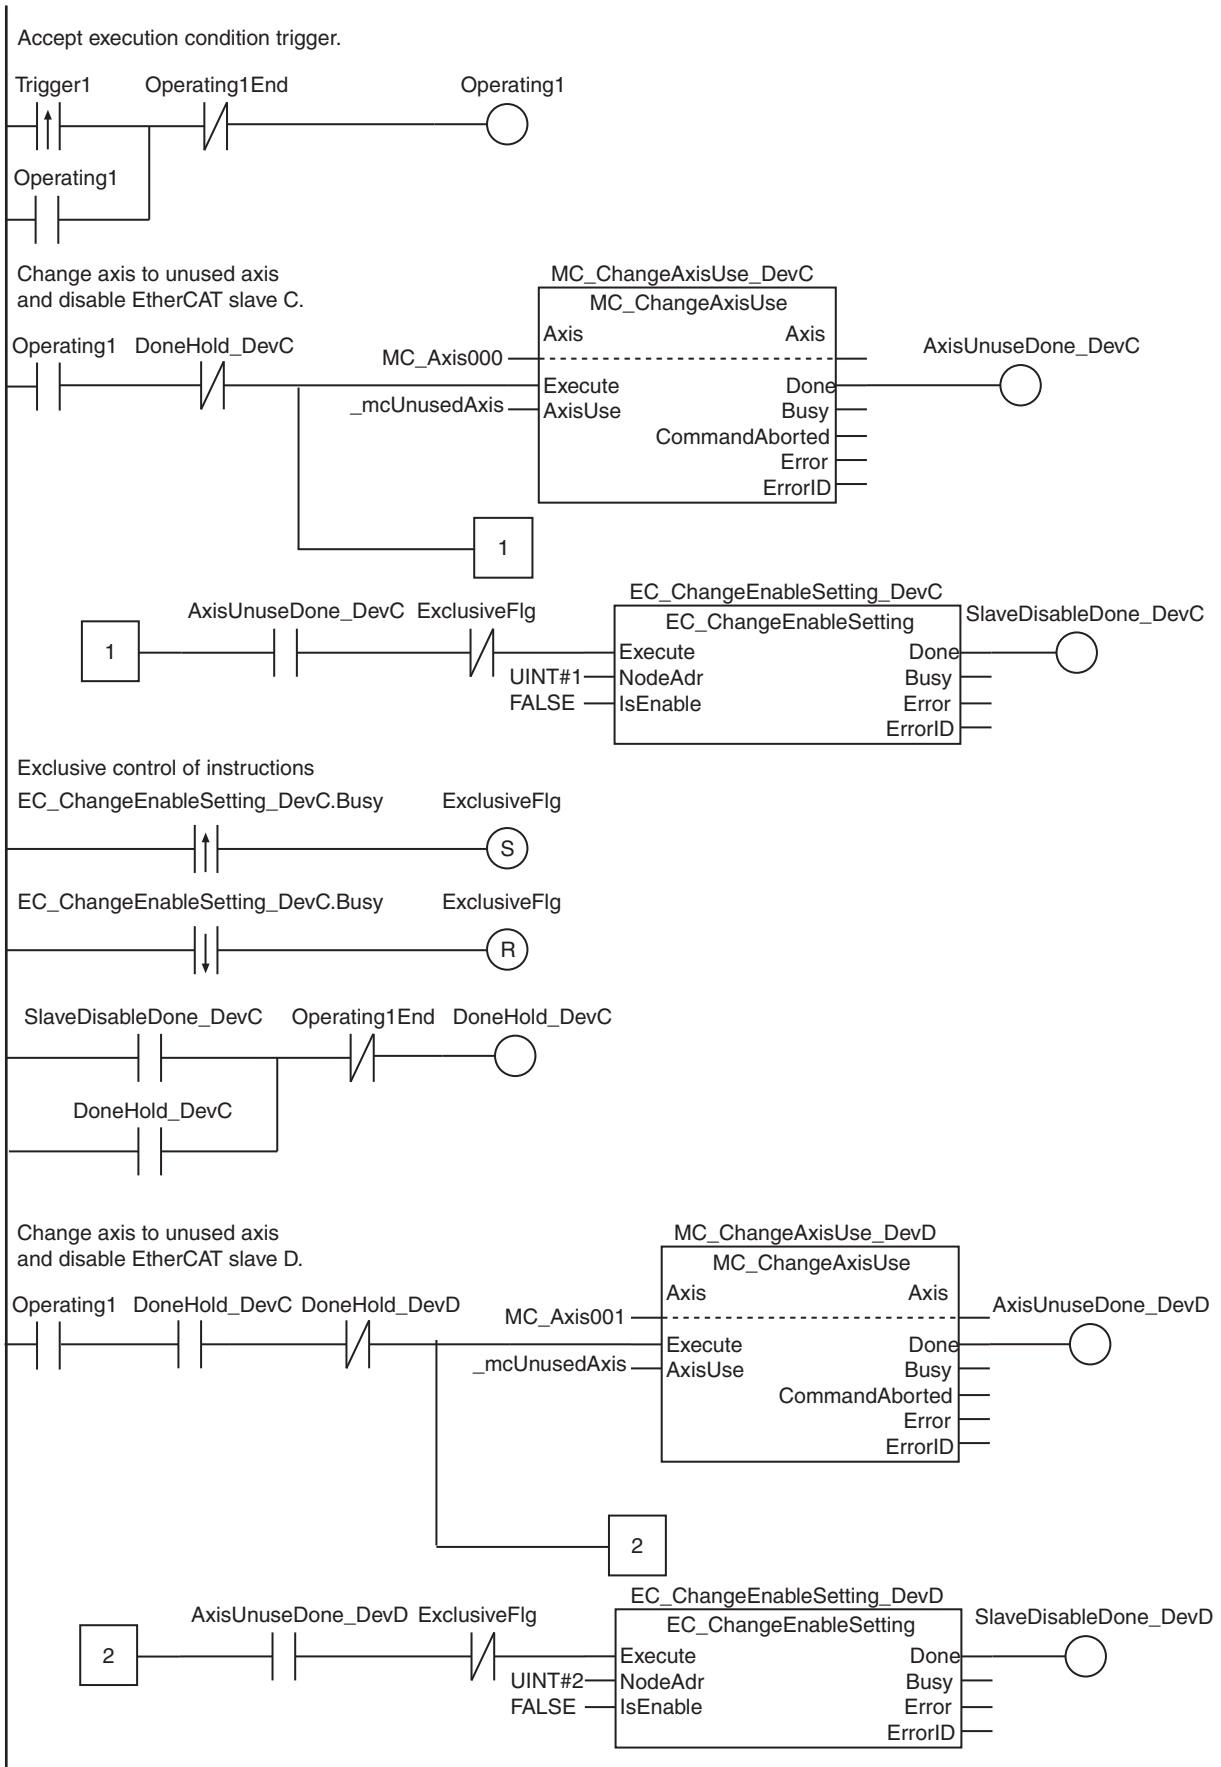 Accept execution condition trigger.
Trigger1 Operating1End Operating1
Operating1
Change axis to unused axis
and disable EtherCAT slave C.
MC_ChangeAxisUse_DevC
MC_ChangeAxisUse
Axis Axis
Operating1 DoneHold_DevC MC_Axis000 AxisUnuseDone_DevC
Execute Done
_mcUnusedAxis AxisUse Busy
CommandAborted
Error
ErrorID
1
EC_ChangeEnableSetting_DevC
AxisUnuseDone_DevC ExclusiveFlg EC_ChangeEnableSetting SlaveDisableDone_DevC
1 Execute Done
UINT#1 NodeAdr Busy
FALSE IsEnable Error
ErrorID
Exclusive control of instructions
EC_ChangeEnableSetting_DevC.Busy ExclusiveFlg
S
EC_ChangeEnableSetting_DevC.Busy ExclusiveFlg
R
SlaveDisableDone_DevC Operating1End DoneHold_DevC
DoneHold_DevC
Change axis to unused axis
and disable EtherCAT slave D.
MC_ChangeAxisUse_DevD
MC_ChangeAxisUse
Axis Axis
Operating1 DoneHold_DevC DoneHold_DevD MC_Axis001 AxisUnuseDone_DevD
Execute Done
_mcUnusedAxis AxisUse Busy
CommandAborted
Error
ErrorID
2
EC_ChangeEnableSetting_DevD
AxisUnuseDone_DevD ExclusiveFlg EC_ChangeEnableSetting SlaveDisableDone_DevD
2 Execute Done
UINT#2 NodeAdr Busy
FALSE IsEnable Error
ErrorID